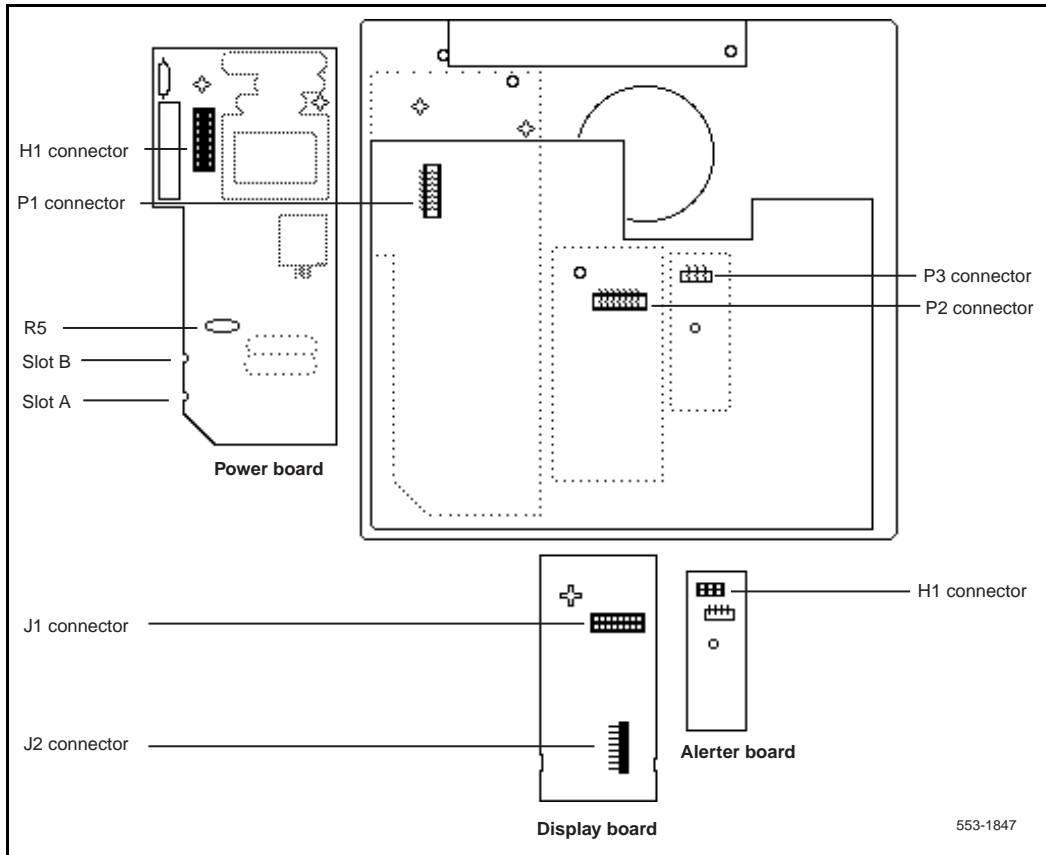 H1 connector
P1 connector
P3 connector
P2 connector
R5
Slot B
Slot A
Power board
H1 connector
J1 connector
J2 connector
Alerter board
Display board
553-1847